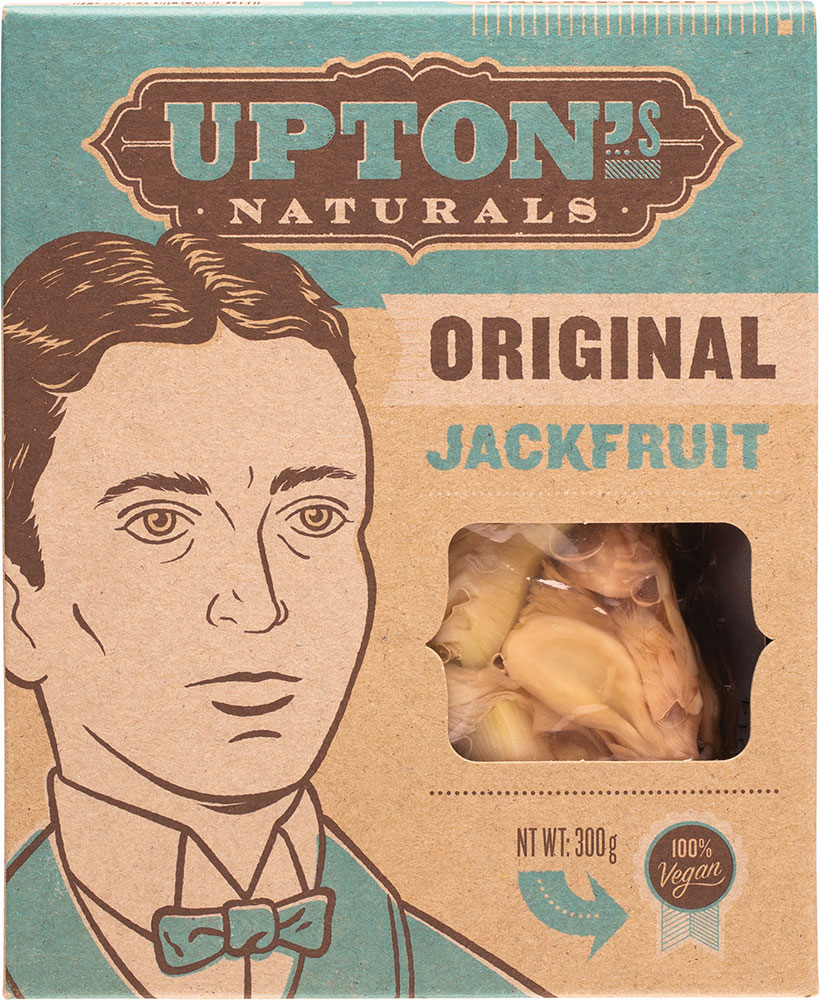 UPTON'S
NATURALS
ORIGINAL
JACKFRUIT
NT WT: 300g
100%
Vegan